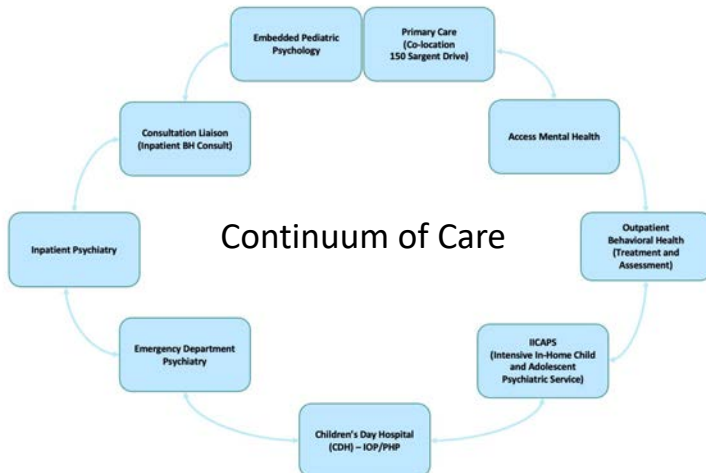 Embedded Pediatric
Psychology
Primary Care
(Co-location
150 Sargent Drive)
Access Mental Health
Outpatient
Behavioral Health
(Treatment and
Assessment)
IICAPS
(Intensive In-Home Child
and Adolescent
Psychiatric Service)
Children's Day Hospital
(CDH) – IOP/PHP
Emergency Department
Psychiatry
Inpatient Psychiatry
Consultation Liaison
(Inpatient BH Consult)
Continuum of Care